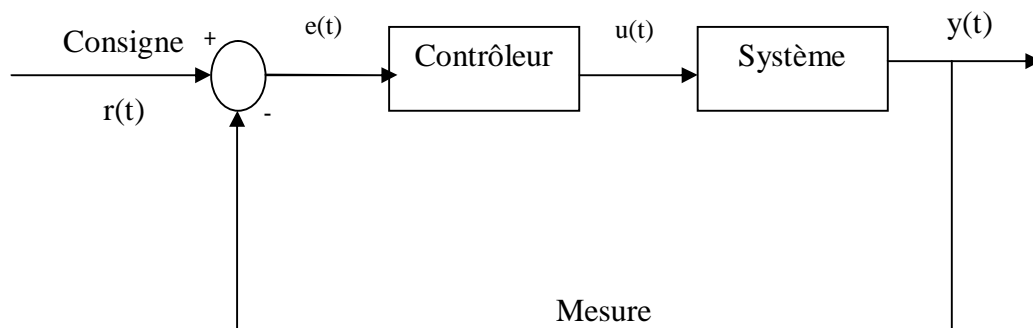 Consigne
+
e(t)
Contrôleur
u(t)
Système
y(t)
r(t)
-
Mesure